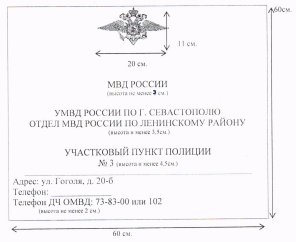 60см.
11 см.
20 см.
МВД РОССИИ
(высота не менее 3 см.)
УМВД РОССИИ ПО Г. СЕВАСТОПОЛЮ
ОТДЕЛ МВД РОССИИ ПО ЛЕНИНСКОМУ РАЙОНУ
(высота н менее 3.5см.)
УЧАСТКОВЫЙ ПУНКТ ПОЛИЦИИ
№ 3 (высота н менее 4.5см.)
Адрес: ул. Гоголя, д. 20-б
Телефон:
Телефон ДЧ ОМВД: 73-83-00 или 102
(высота не менее 2 см.)
60 см.